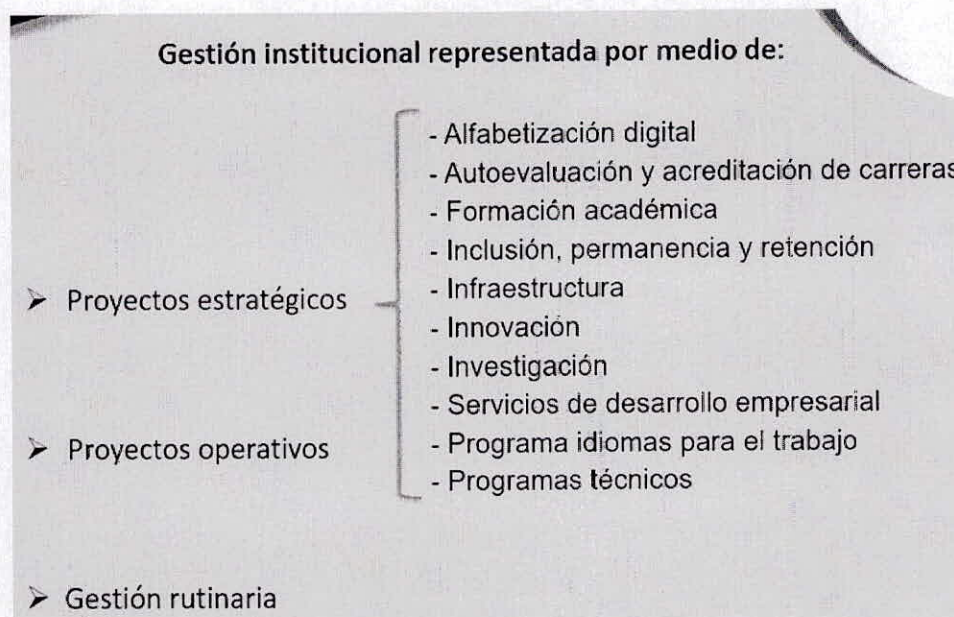 Gestión institucional representada por medio de:
- Alfabetización digital
- Autoevaluación y acreditación de carreras
- Formación académica
- Inclusión, permanencia y retención
➢ Proyectos estratégicos
- Infraestructura
- Innovación
- Investigación
- Servicios de desarrollo empresarial
➢ Proyectos operativos
- Programa idiomas para el trabajo
- Programas técnicos
➢ Gestión rutinaria